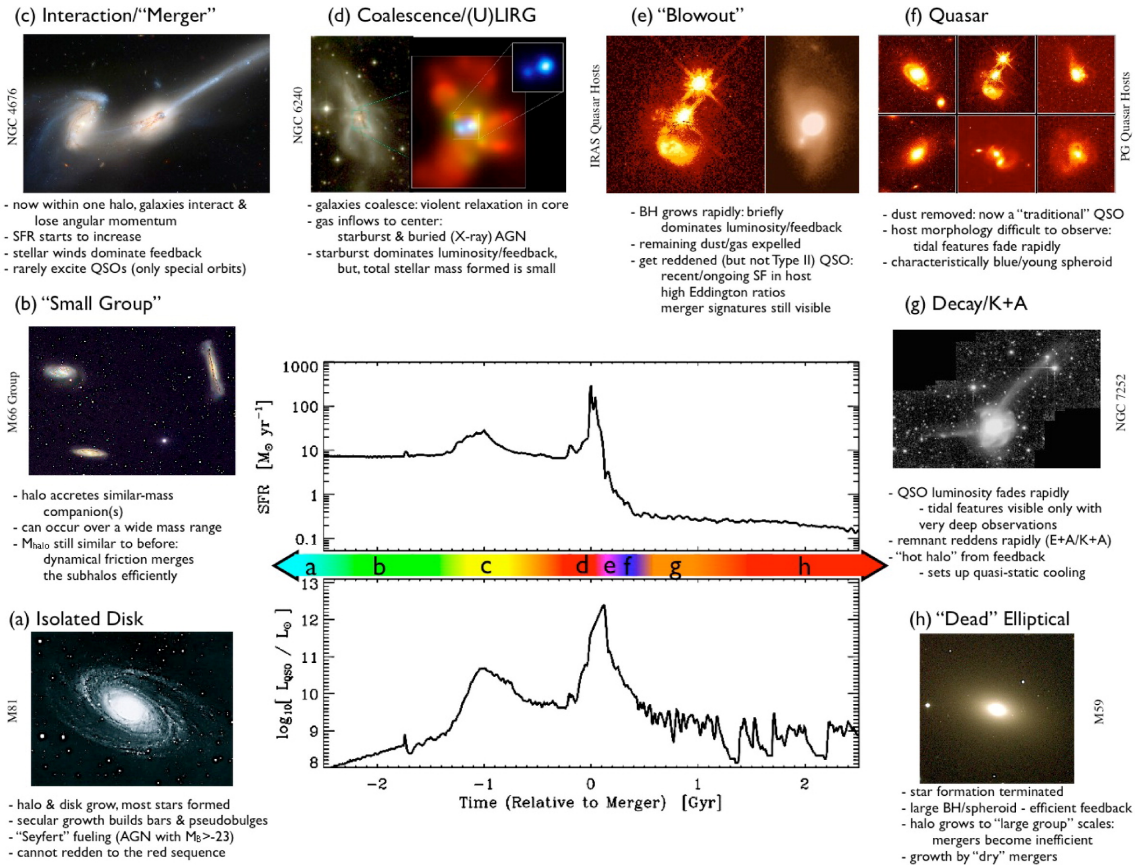 (c) Interaction/“Merger”
NGC 4676
- now within one halo, galaxies interact &
lose angular momentum
- SFR starts to increase
- stellar winds dominate feedback
- rarely excite QSOs (only special orbits)
(d) Coalescence/(U)LIRG
NGC 6240
- galaxies coalesce: violent relaxation in core
- gas inflows to center:
starburst & buried (X-ray) AGN
- starburst dominates luminosity/feedback,
but, total stellar mass formed is small
(e) “Blowout”
IRAS Quasar Hosts
- BH grows rapidly: briefly
dominates luminosity/feedback
- remaining dust/gas expelled
- get reddened (but not Type II) QSO:
recent/ongoing SF in host
high Eddington ratios
merger signatures still visible
(f) Quasar
PG Quasar Hosts
- dust removed: now a “traditional” QSO
- host morphology difficult to observe:
tidal features fade rapidly
- characteristically blue/young spheroid
(b) “Small Group”
M66 Group
- halo accretes similar-mass
companion(s)
- can occur over a wide mass range
- Mhalo still similar to before:
dynamical friction merges
the subhalos efficiently
(g) Decay/K+A
NGC 7252
- QSO luminosity fades rapidly
- tidal features visible only with
very deep observations
- remnant reddens rapidly (E+A/K+A)
- “hot halo” from feedback
- sets up quasi-static cooling
(a) Isolated Disk
M81
- halo & disk grow, most stars formed
- secular growth builds bars & pseudobulges
- “Seyfert” fueling (AGN with MB>-23)
- cannot redden to the red sequence
(h) “Dead” Elliptical
M59
- star formation terminated
- large BH/spheroid - efficient feedback
- halo grows to “large group” scales:
mergers become inefficient
- growth by “dry” mergers
SFR [M⊙ yr⁻¹]
1000
100
10
1
0.1
a b c d e f g h
log10[ LQSO / L⊙ ]
13
12
11
10
9
8
-2 -1 0 1 2
Time (Relative to Merger) [Gyr]